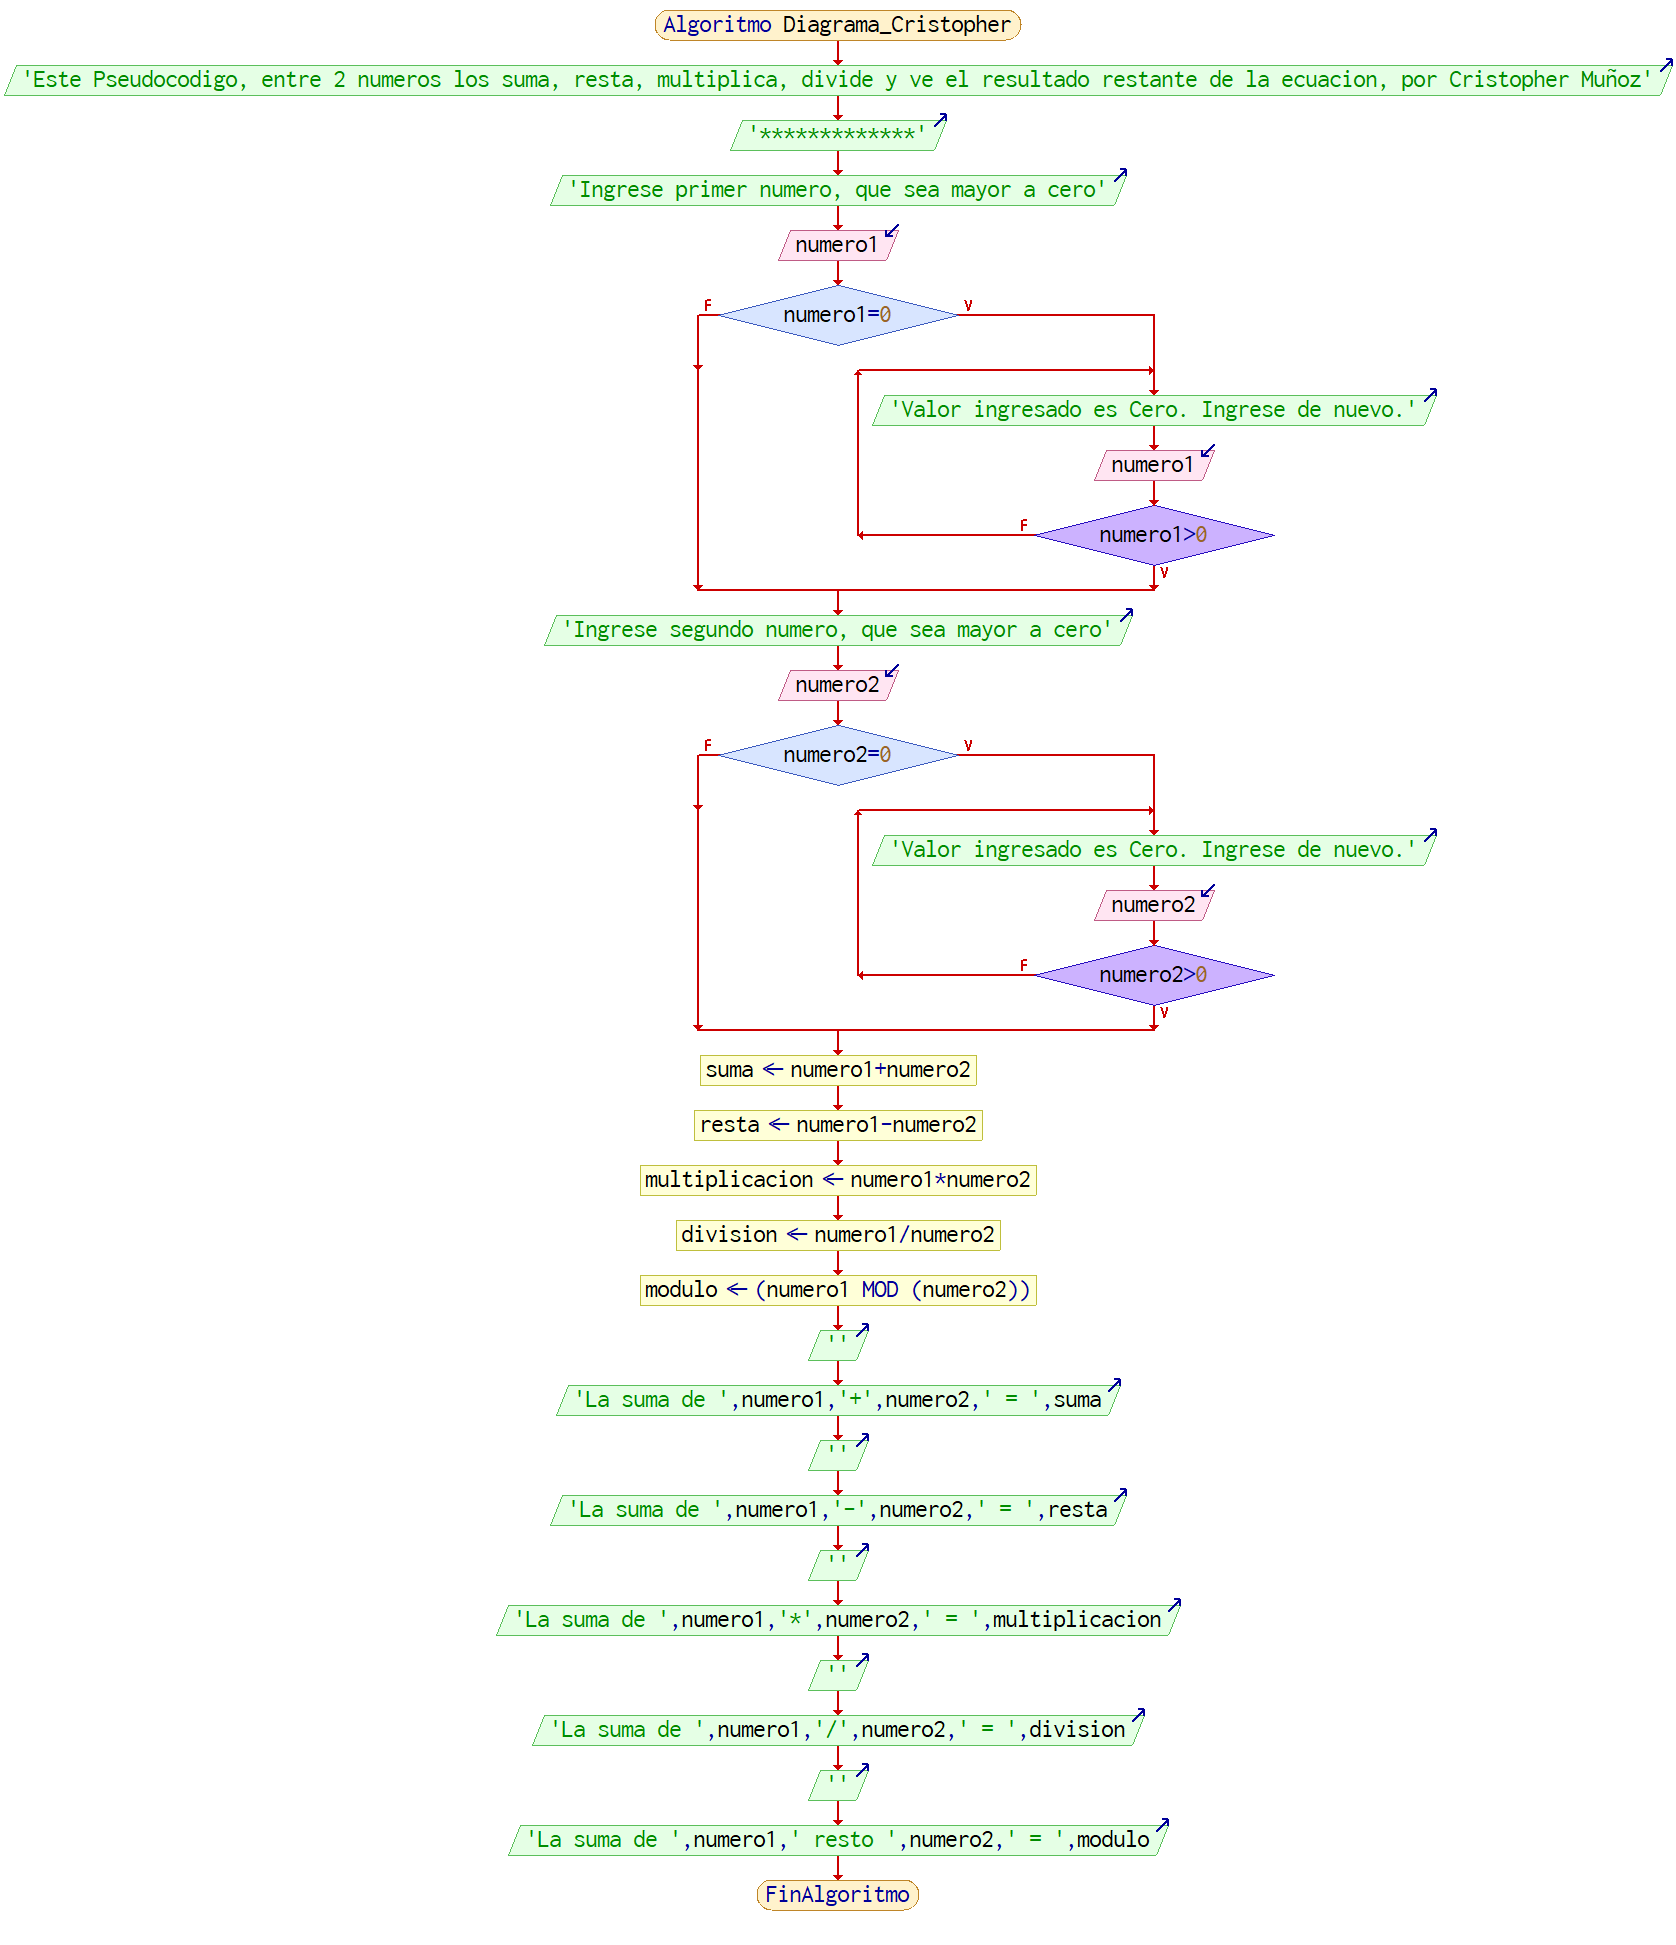 Algoritmo Diagrama_Cristopher
'Este Pseudocodigo, entre 2 numeros los suma, resta, multiplica, divide y ve el resultado restante de la ecuacion, por Cristopher Muñoz'
'*************'
'Ingrese primer numero, que sea mayor a cero'
numero1
F
V
numero1=0
'Valor ingresado es Cero. Ingrese de nuevo.'
numero1
F
numero1>0
V
'Ingrese segundo numero, que sea mayor a cero'
numero2
F
V
numero2=0
'Valor ingresado es Cero. Ingrese de nuevo.'
numero2
F
numero2>0
V
suma ← numero1+numero2
resta ← numero1-numero2
multiplicacion ← numero1*numero2
division ← numero1/numero2
modulo ← (numero1 MOD (numero2))
''
'La suma de ',numero1,'+',numero2,' = ',suma
''
'La suma de ',numero1,'-',numero2,' = ',resta
''
'La suma de ',numero1,'*',numero2,' = ',multiplicacion
''
'La suma de ',numero1,'/',numero2,' = ',division
''
'La suma de ',numero1,' resto ',numero2,' = ',modulo
FinAlgoritmo